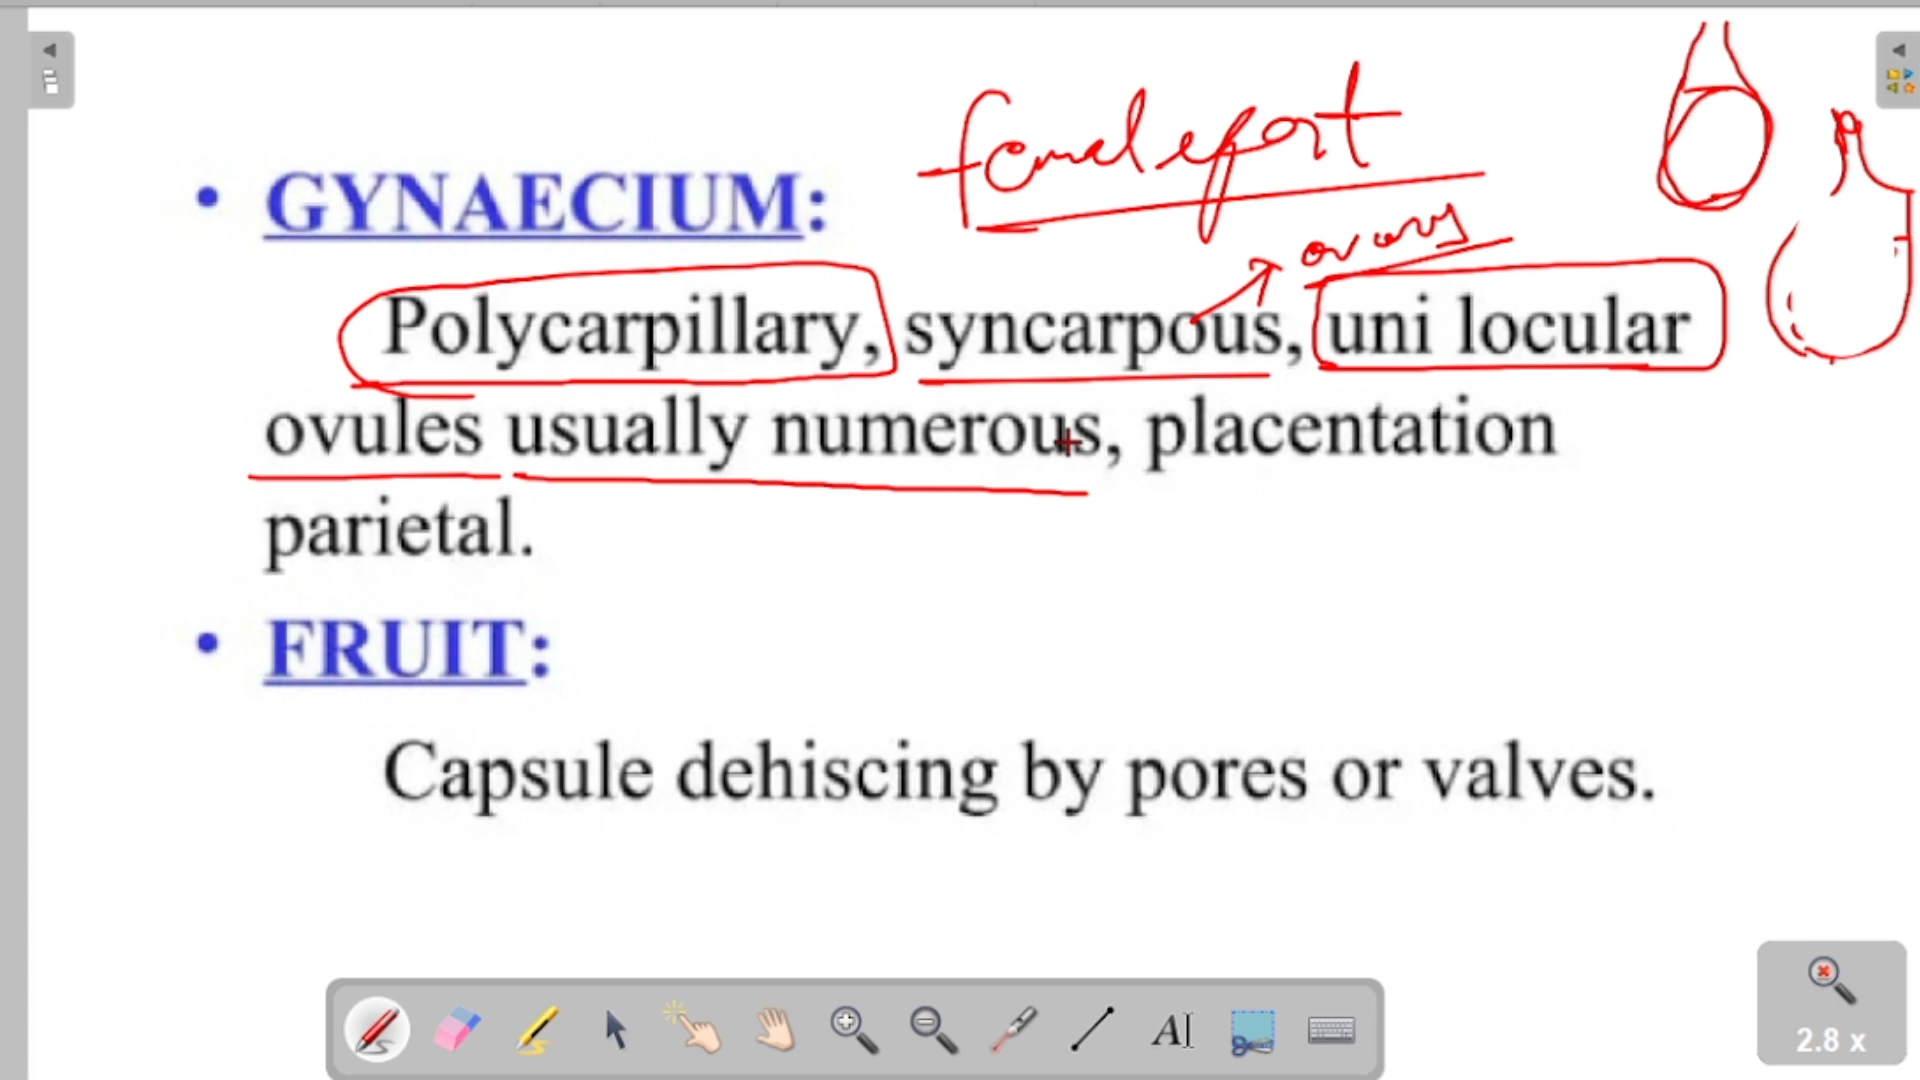 female part
• GYNAECIUM:
ovary
Polycarpillary, syncarpous, uni locular
ovules usually numerous, placentation
parietal.
• FRUIT:
Capsule dehiscing by pores or valves.
A
2.8 x